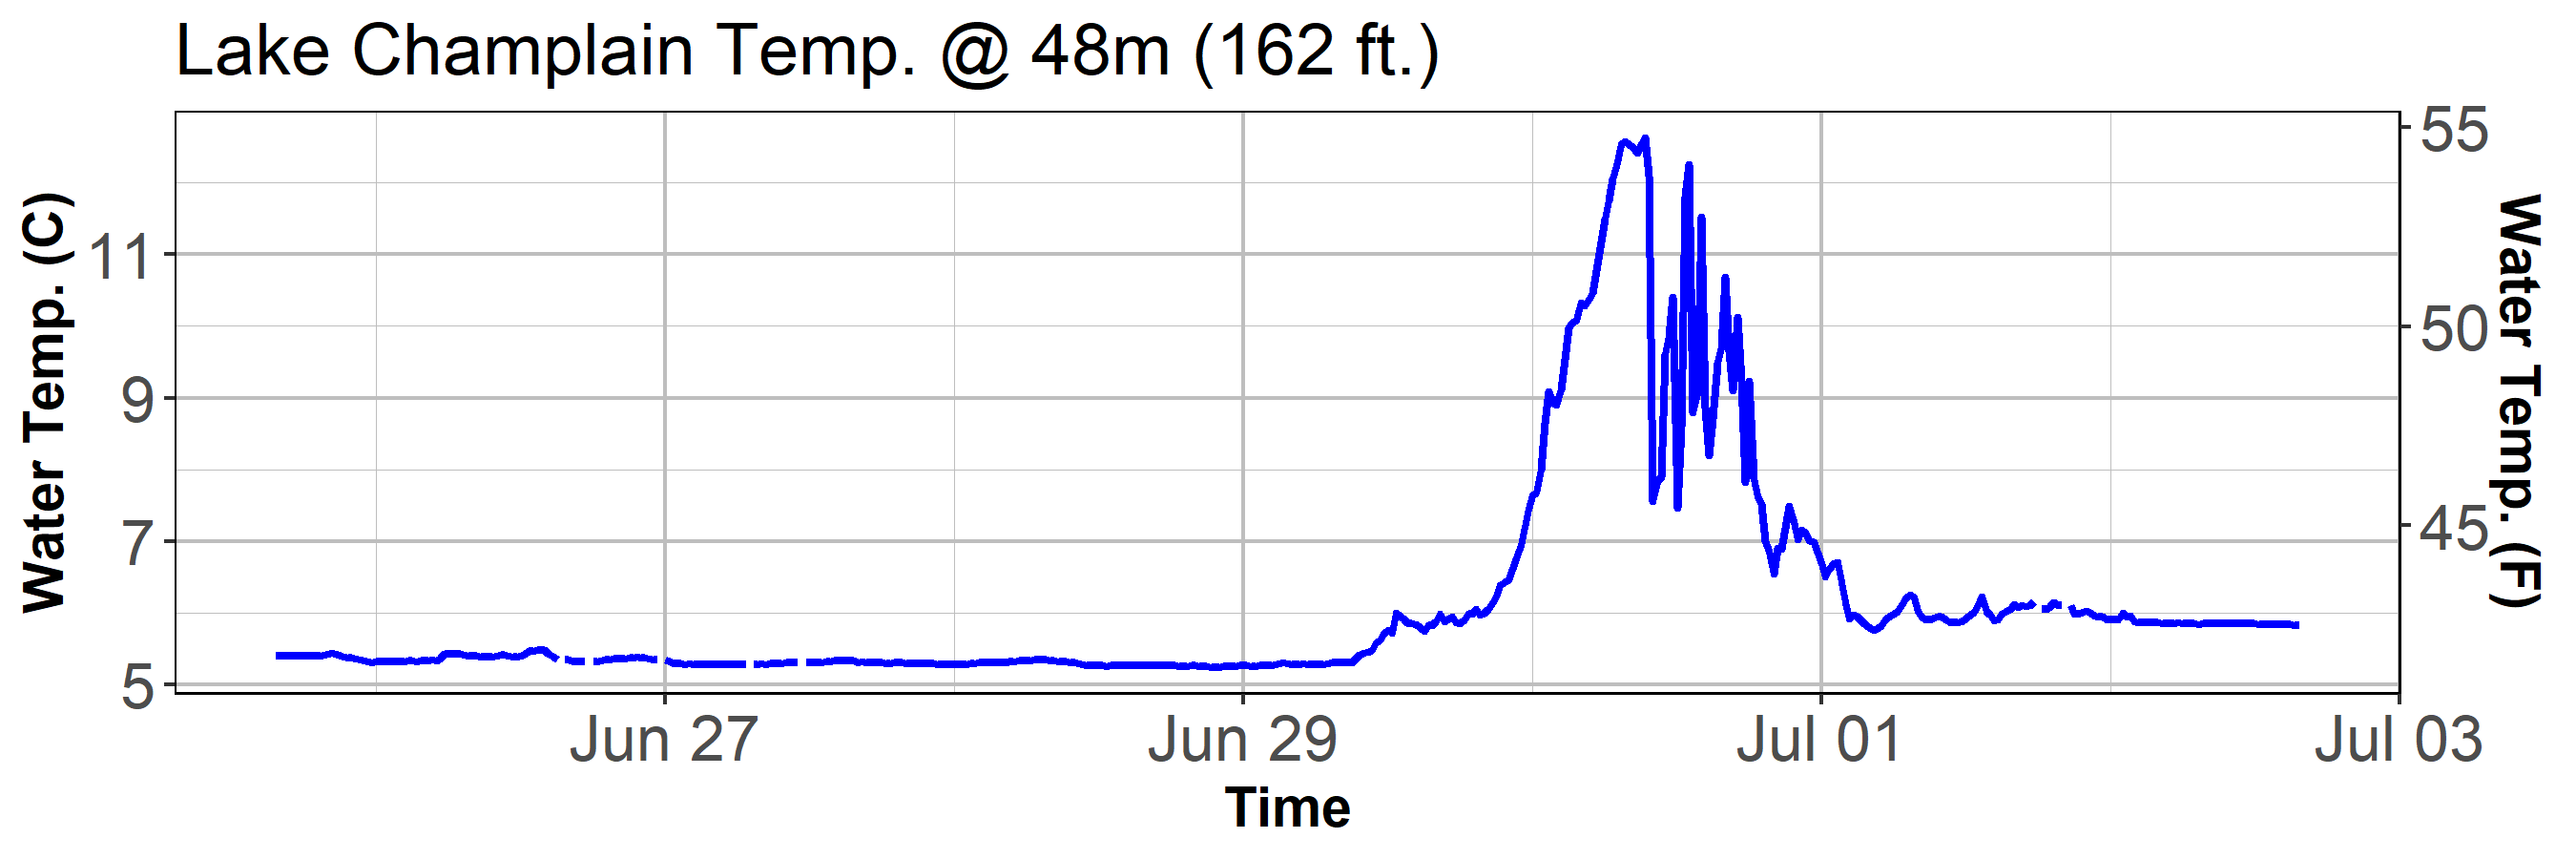 Lake Champlain Temp. @ 48m (162 ft.)
Water Temp. (C)
11
9
7
5
55
50
45
Water Temp. (F)
Jun 27
Jun 29
Jul 01
Jul 03
Time